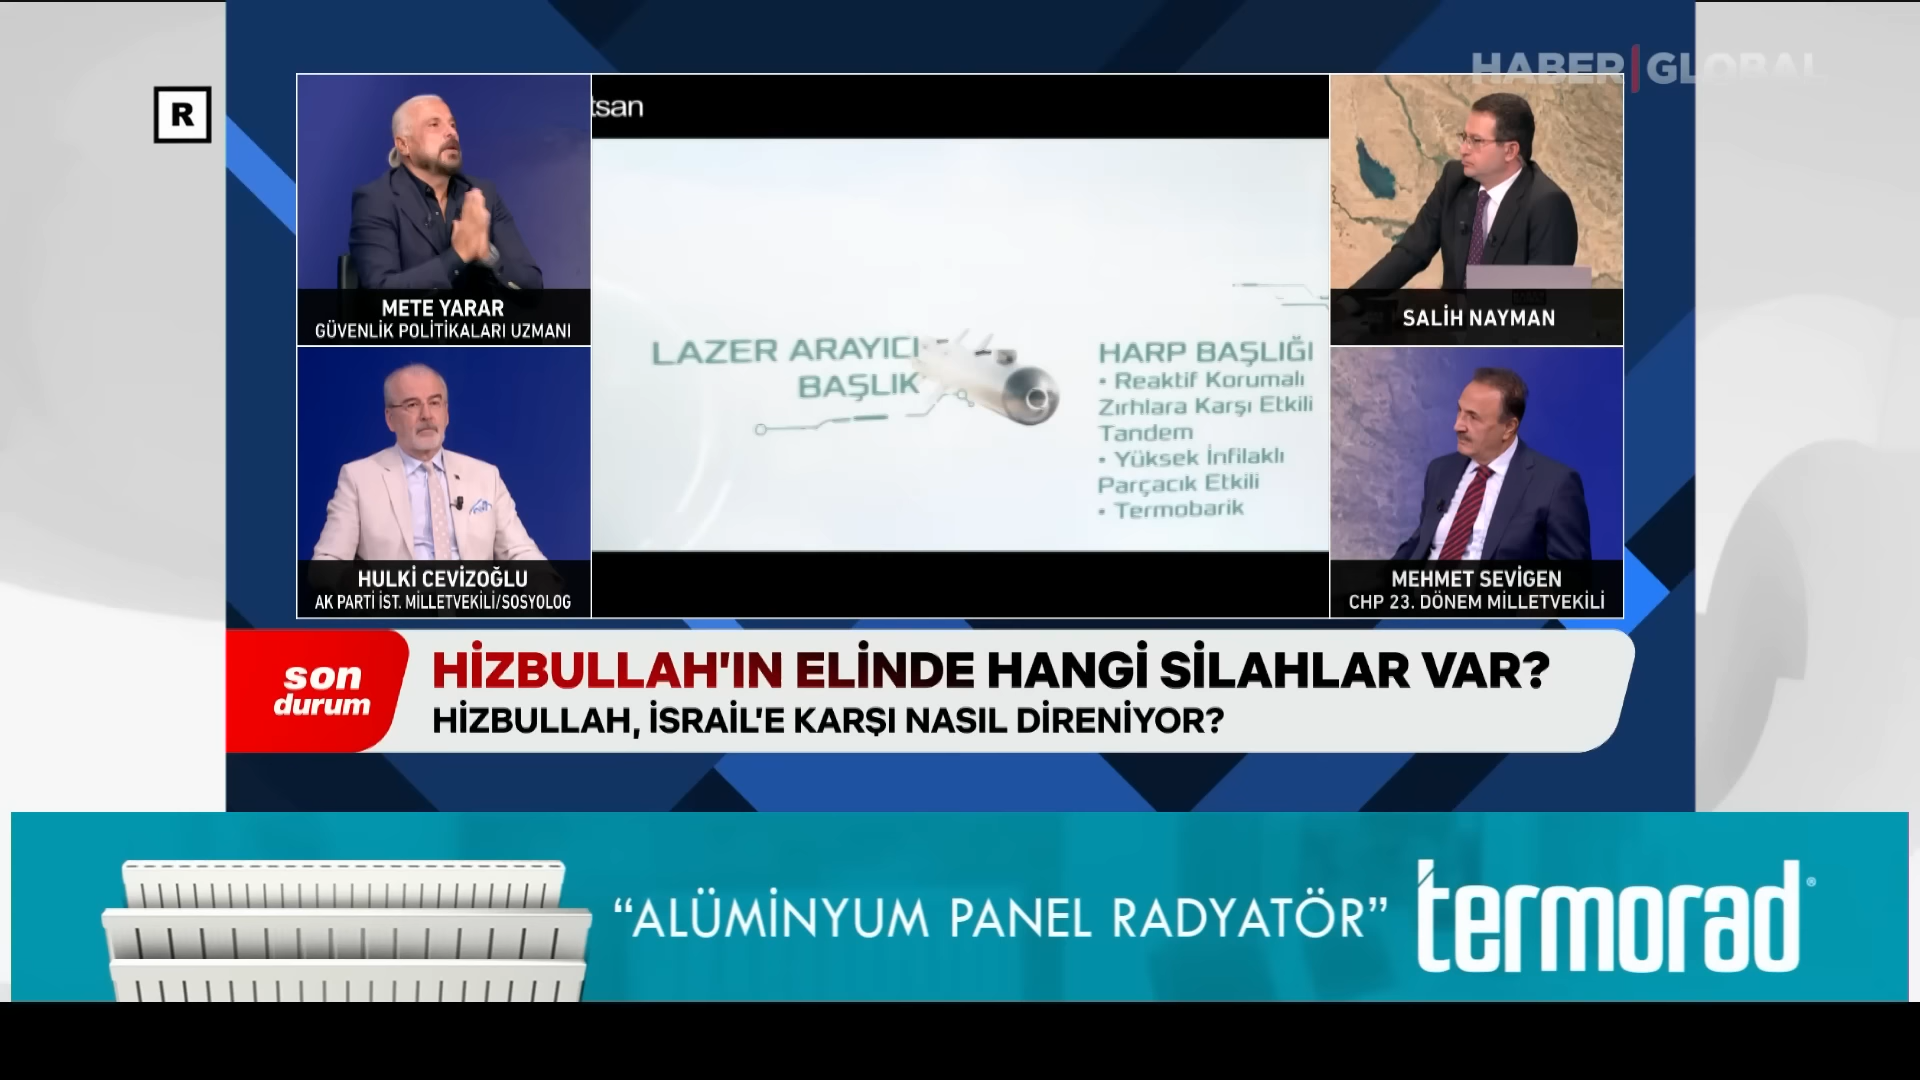 HABER GLOBAL
R
tsan
METE YARAR
GÜVENLİK POLİTİKALARI UZMANI
SALİH NAYMAN
LAZER ARAYICI
BAŞLIK
HARP BAŞLIĞI
• Reaktif Korumalı
Zırhlara Karşı Etkili
Tandem
• Yüksek İnfilaklı
Parçacık Etkili
• Termobarik
HULKİ CEVİZOĞLU
AK PARTİ İST. MİLLETVEKİLİ/SOSYOLOG
MEHMET SEVİGEN
CHP 23. DÖNEM MİLLETVEKİLİ
son
durum
HİZBULLAH'IN ELİNDE HANGİ SİLAHLAR VAR?
HİZBULLAH, İSRAİL'E KARŞI NASIL DİRENİYOR?
“ALÜMİNYUM PANEL RADYATÖR”
termorad®